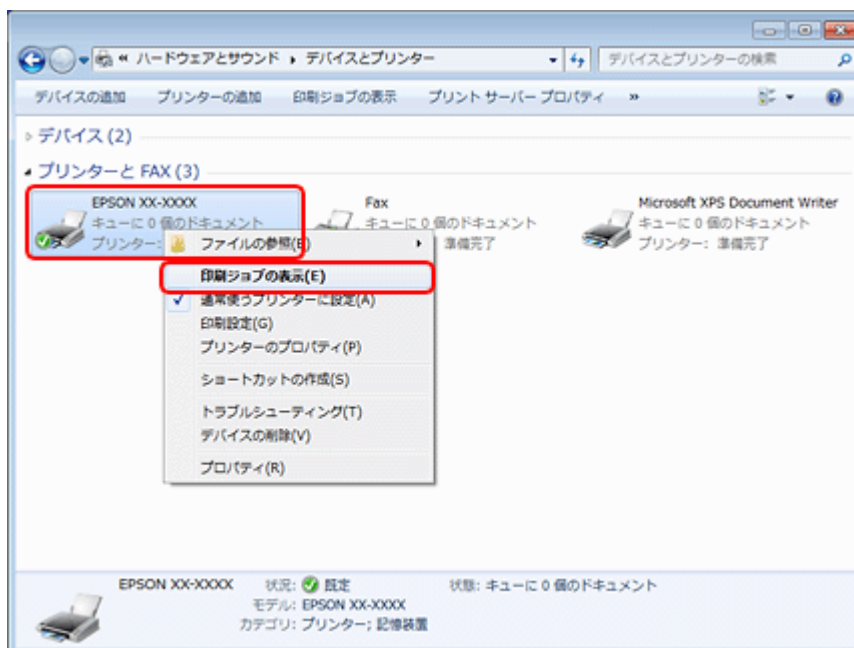 « ハードウェアとサウンド ▸ デバイスとプリンター
デバイスとプリンターの検索
デバイスの追加 プリンターの追加 印刷ジョブの表示 プリント サーバー プロパティ »
デバイス (2)
プリンターと FAX (3)
EPSON XX-XXXX
キューに 0 個のドキュメント
プリンター:
Fax
キューに 0 個のドキュメント
準備完了
Microsoft XPS Document Writer
キューに 0 個のドキュメント
プリンター: 準備完了
ファイルの参照(E)
印刷ジョブの表示(E)
通常使うプリンターに設定(A)
印刷設定(G)
プリンターのプロパティ(P)
ショートカットの作成(S)
トラブルシューティング(T)
デバイスの削除(V)
プロパティ(R)
EPSON XX-XXXX 状況: 既定 状態: キューに 0 個のドキュメント
モデル: EPSON XX-XXXX
カテゴリ: プリンター; 記憶装置